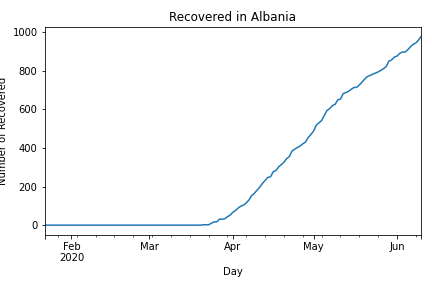 Recovered in Albania
1000
800
600
400
200
0
Number of Recovered
Feb
2020
Mar
Apr
May
Jun
Day